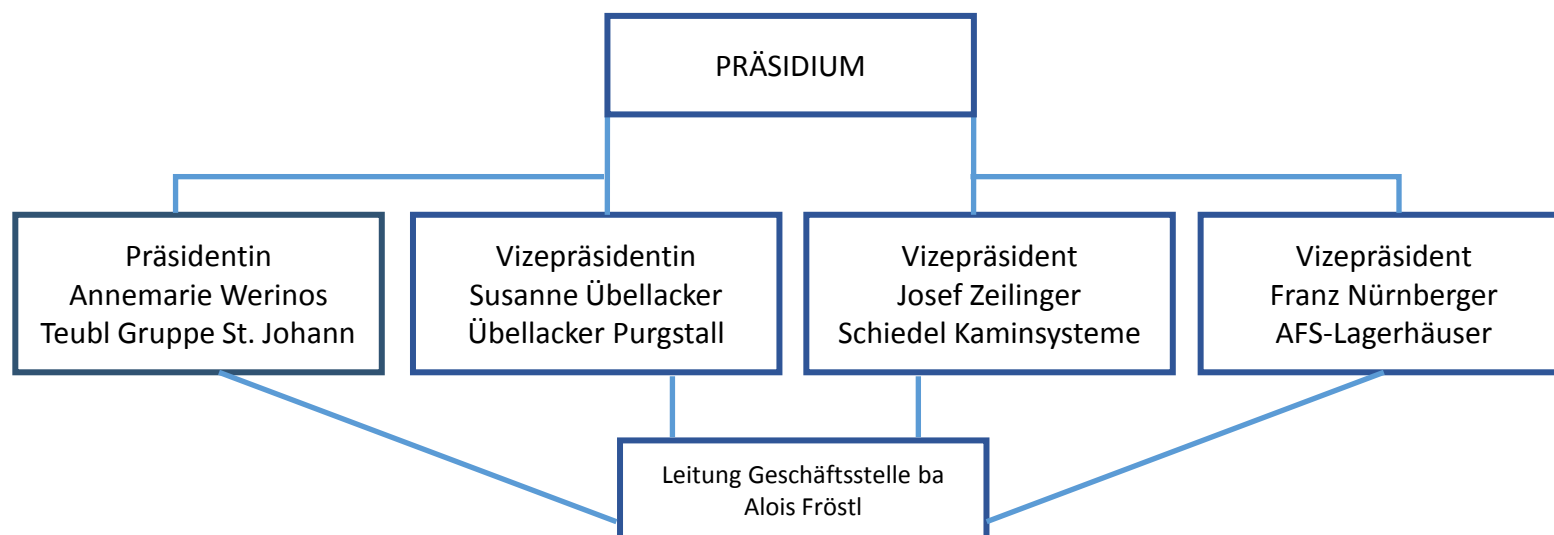 PRÄSIDIUM
Präsidentin
Annemarie Werinos
Teubl Gruppe St. Johann
Vizepräsidentin
Susanne Übellacker
Übellacker Purgstall
Vizepräsident
Josef Zeilinger
Schiedel Kaminsysteme
Vizepräsident
Franz Nürnberger
AFS-Lagerhäuser
Leitung Geschäftsstelle ba
Alois Fröstl